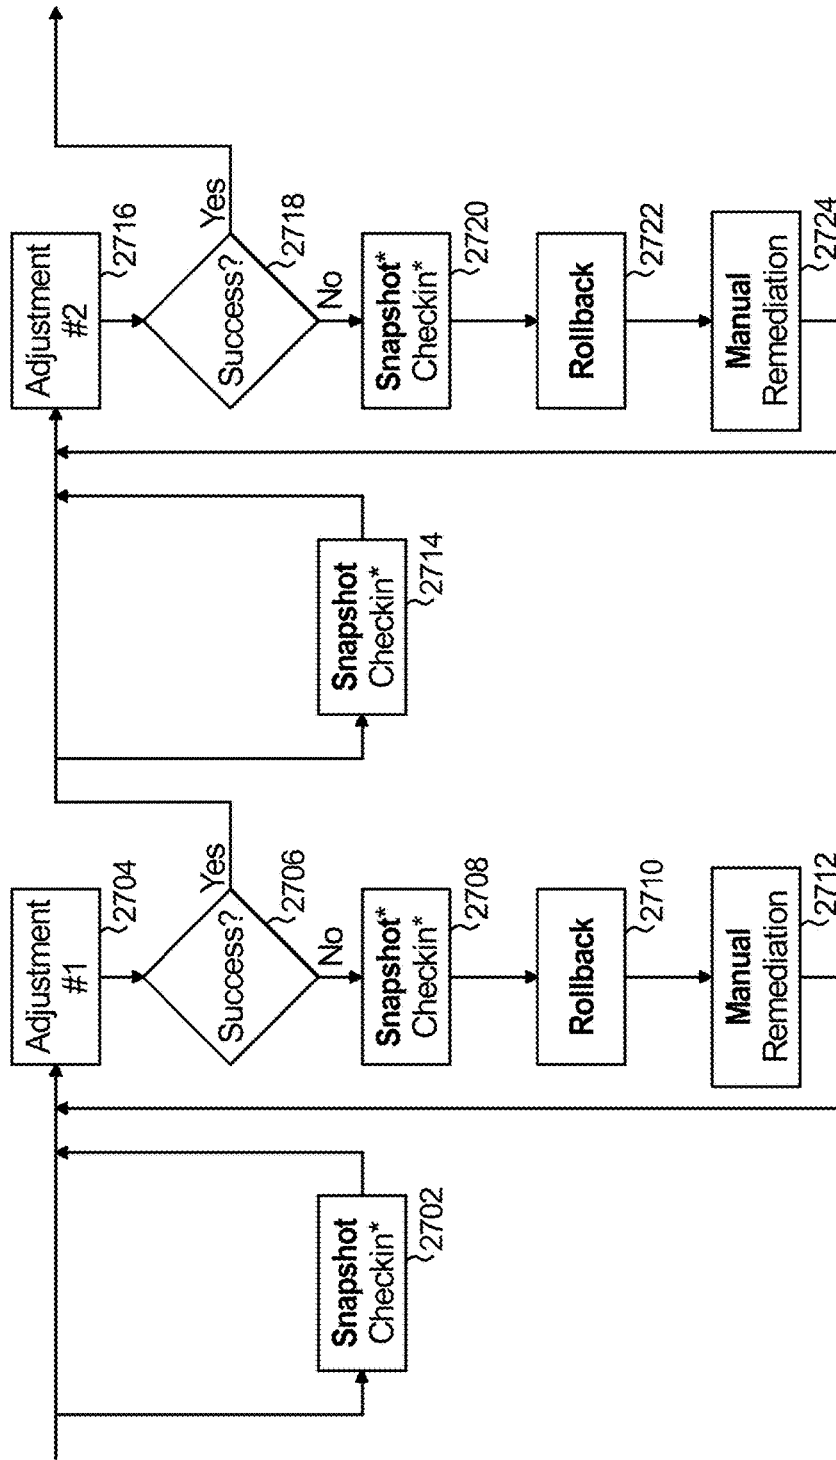 Snapshot
Checkin*
2702
Adjustment
#1
2704
Success?
2706
Yes
No
Snapshot*
Checkin*
2708
Rollback
2710
Manual
Remediation
2712
Snapshot
Checkin*
2714
Adjustment
#2
2716
Success?
2718
Yes
No
Snapshot*
Checkin*
2720
Rollback
2722
Manual
Remediation
2724